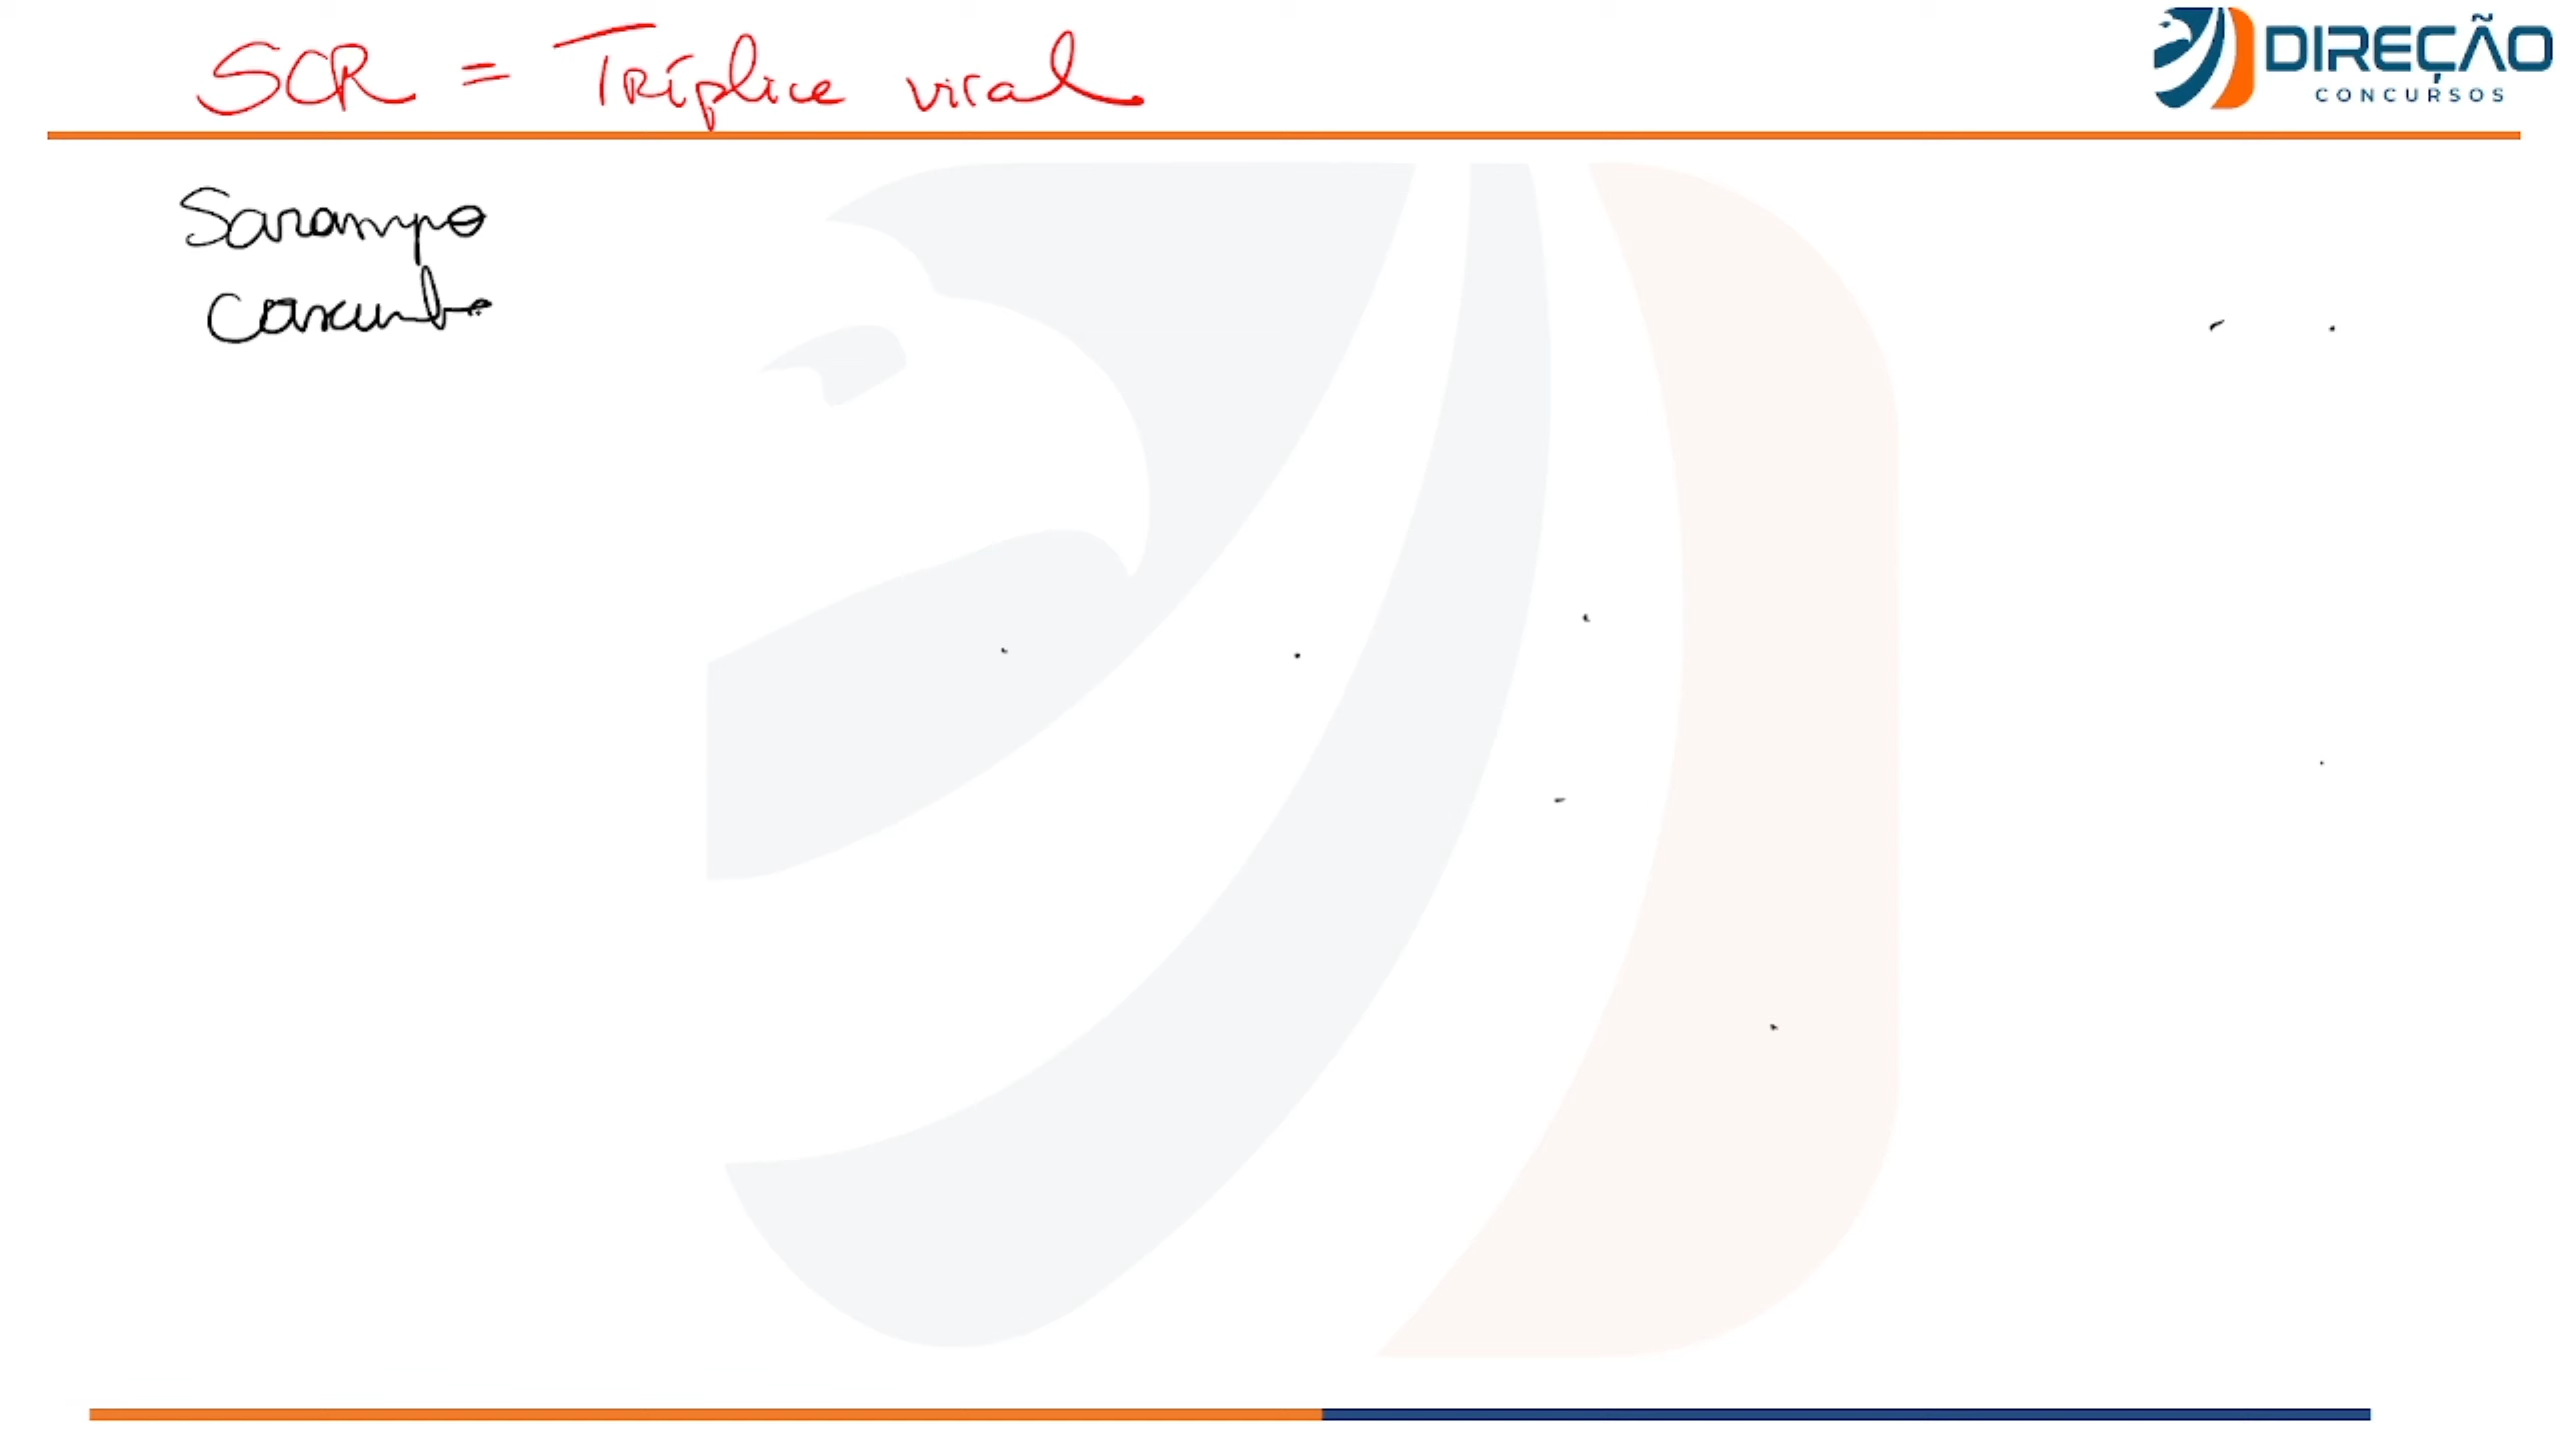 SCR = Tríplice viral
DIREÇÃO
CONCURSOS
Sarampo
Caxumba